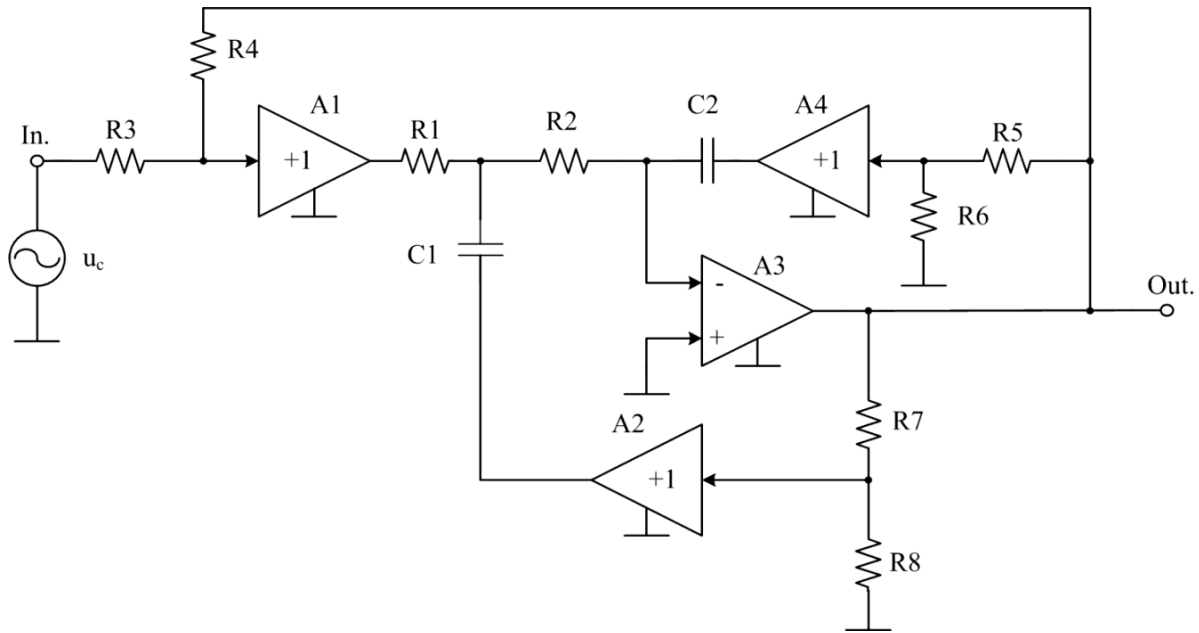 R4
A1
C2
A4
In.
R3
R1
R2
R5
+1
+1
R6
uc
C1
A3
-
+
Out.
A2
R7
+1
R8